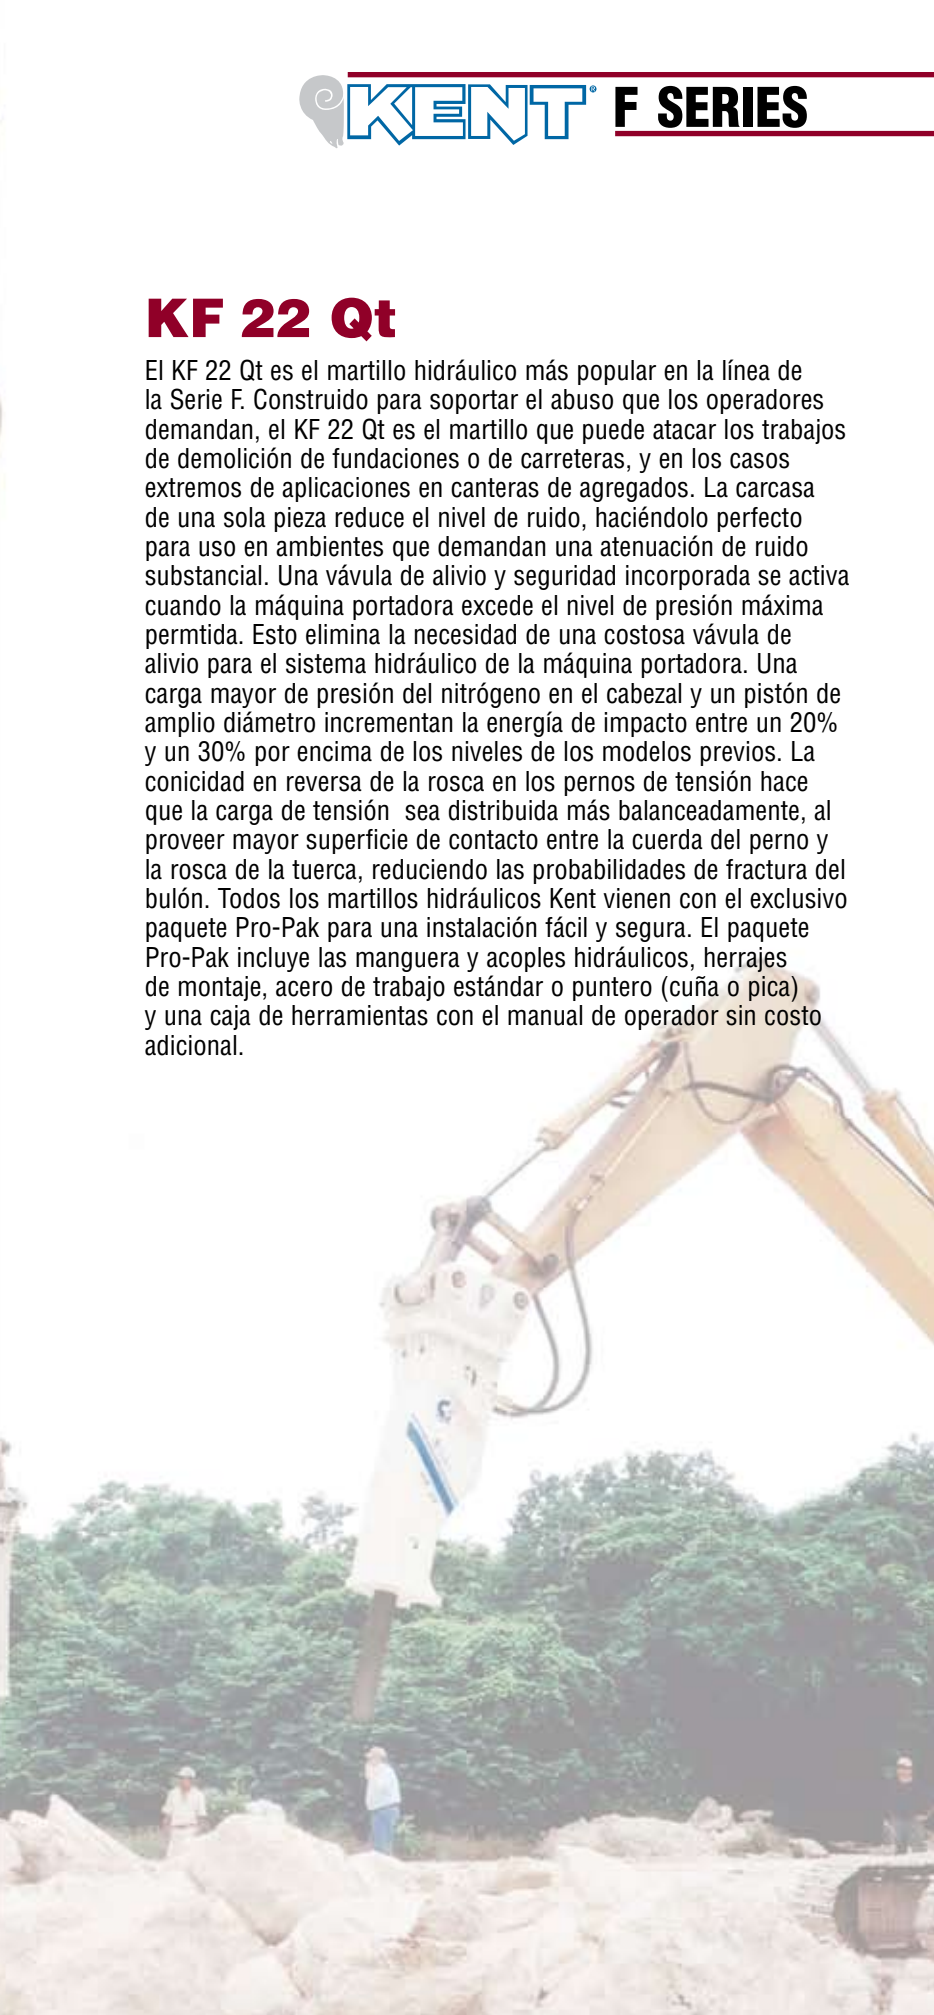 KENT® F SERIES
KF 22 Qt
El KF 22 Qt es el martillo hidráulico más popular en la línea de
la Serie F. Construido para soportar el abuso que los operadores
demandan, el KF 22 Qt es el martillo que puede atacar los trabajos
de demolición de fundaciones o de carreteras, y en los casos
extremos de aplicaciones en canteras de agregados. La carcasa
de una sola pieza reduce el nivel de ruido, haciéndolo perfecto
para uso en ambientes que demandan una atenuación de ruido
substancial. Una vávula de alivio y seguridad incorporada se activa
cuando la máquina portadora excede el nivel de presión máxima
permtida. Esto elimina la necesidad de una costosa vávula de
alivio para el sistema hidráulico de la máquina portadora. Una
carga mayor de presión del nitrógeno en el cabezal y un pistón de
amplio diámetro incrementan la energía de impacto entre un 20%
y un 30% por encima de los niveles de los modelos previos. La
conicidad en reversa de la rosca en los pernos de tensión hace
que la carga de tensión  sea distribuida más balanceadamente, al
proveer mayor superficie de contacto entre la cuerda del perno y
la rosca de la tuerca, reduciendo las probabilidades de fractura del
bulón. Todos los martillos hidráulicos Kent vienen con el exclusivo
paquete Pro-Pak para una instalación fácil y segura. El paquete
Pro-Pak incluye las manguera y acoples hidráulicos, herrajes
de montaje, acero de trabajo estándar o puntero (cuña o pica)
y una caja de herramientas con el manual de operador sin costo
adicional.